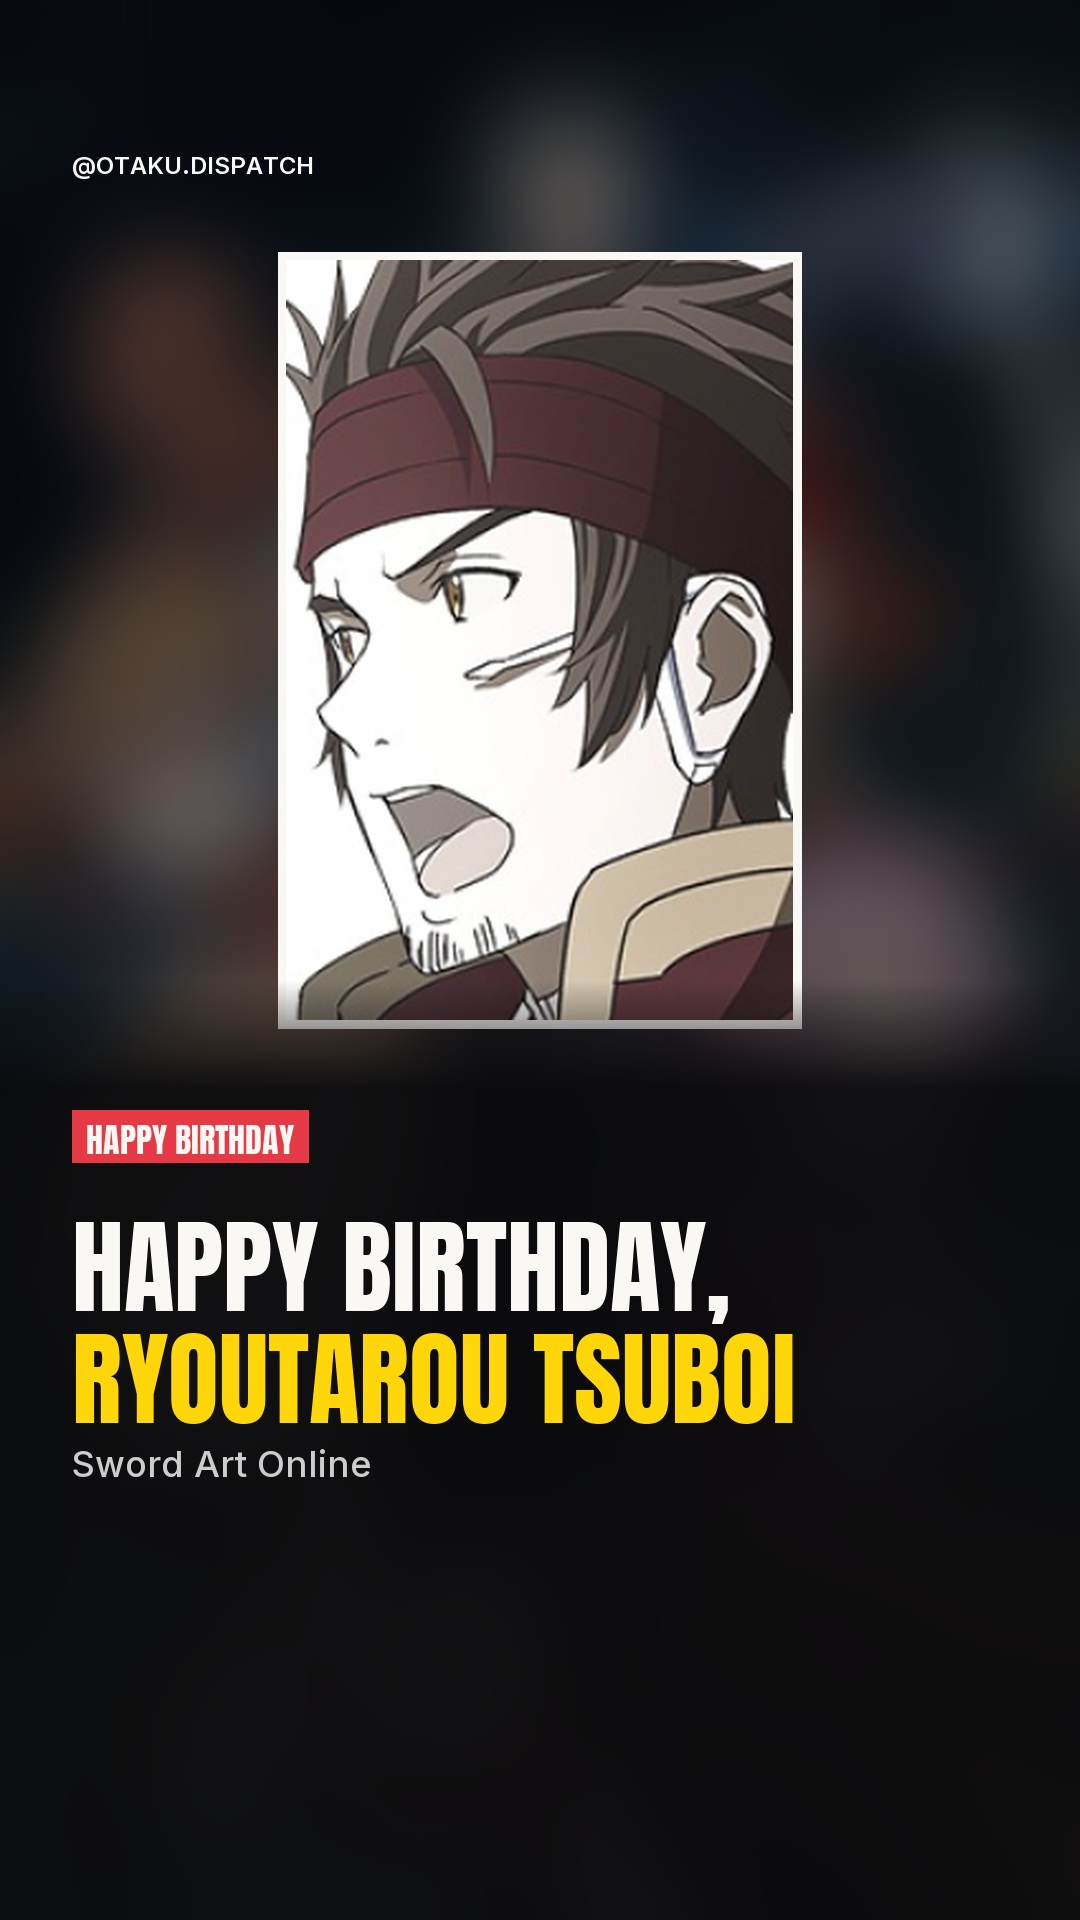 @OTAKU.DISPATCH
HAPPY BIRTHDAY
HAPPY BIRTHDAY,
RYOUTAROU TSUBOI
Sword Art Online